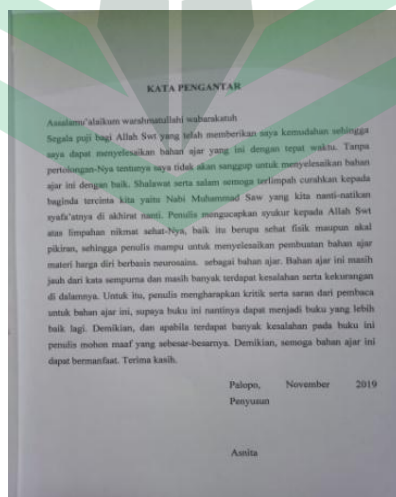 KATA PENGANTAR
Assalamu'alaikum warahmatullahi wabarakatuh
Segala puji bagi Allah Swt yang telah memberikan saya kemudahan sehingga
saya dapat menyelesaikan bahan ajar yang ini dengan tepat waktu. Tanpa
pertolongan-Nya tentunya saya tidak akan sanggup untuk menyelesaikan bahan
ajar ini dengan baik. Shalawat serta salam semoga terlimpah curahkan kepada
baginda tercinta kita yaitu Nabi Muhammad Saw yang kita nanti-natikan
syafa'atnya di akhirat nanti. Penulis mengucapkan syukur kepada Allah Swt
atas limpahan nikmat sehat-Nya, baik itu berupa sehat fisik maupun akal
pikiran, sehingga penulis mampu untuk menyelesaikan pembuatan bahan ajar
materi harga diri berbasis neurosains. sebagai bahan ajar. Bahan ajar ini masih
jauh dari kata sempurna dan masih banyak terdapat kesalahan serta kekurangan
di dalamnya. Untuk itu, penulis mengharapkan kritik serta saran dari pembaca
untuk bahan ajar ini, supaya buku ini nantinya dapat menjadi buku yang lebih
baik lagi. Demikian, dan apabila terdapat banyak kesalahan pada buku ini
penulis mohon maaf yang sebesar-besarnya. Demikian, semoga bahan ajar ini
dapat bermanfaat. Terima kasih.
Palopo, November 2019
Penyusun
Asnita